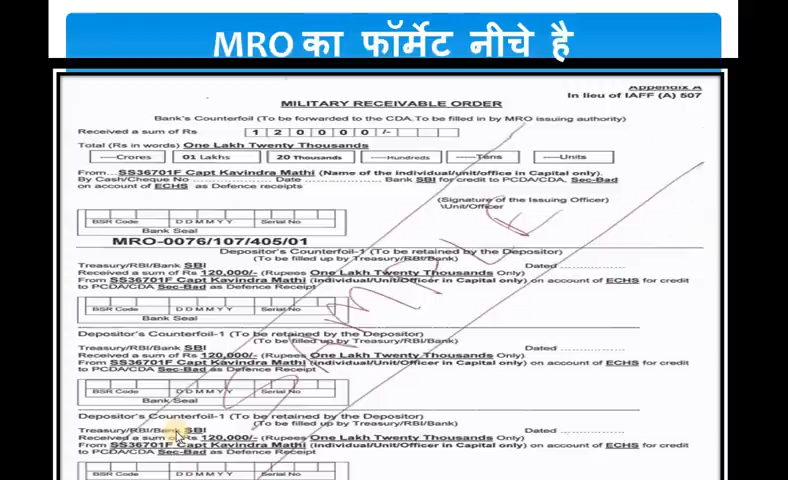 MRO का फॉर्मेट नीचे है
Appendix A
In lieu of IAFF (A) 507
MILITARY RECEIVABLE ORDER
Bank's Counterfoil (To be forwarded to the CDA.To be filled in by MRO issuing authority)
Received a sum of Rs 1 2 0 0 0 0 /-
Total (Rs in words) One Lakh Twenty Thousands
---Crores 01 Lakhs 20 Thousands ---Hundreds ---Tens ---Units
From... SS36701F Capt Kavindra Mathi (Name of the individual/unit/office in Capital only).
By Cash/Cheque No .................... Date .................... Bank SBI for credit to PCDA/CDA, Sec-Bad
on account of ECHS as Defence receipts
(Signature of the Issuing Officer)
\Unit/Officer
BSR Code D D M M Y Y Serial No
Bank Seal
MRO-0076/107/405/01
Depositer's Counterfoil-1 (To be retained by the Depositor)
(To be filled up by Treasury/RBI/Bank)
Treasury/RBI/Bank SBI Dated ................
Received a sum of Rs 120,000/- (Rupees One Lakh Twenty Thousands Only)
From SS36701F Capt Kavindra Mathi (individual/Unit/Officer in Capital only) on account of ECHS for credit
to PCDA/CDA Sec-Bad as Defence Receipt
BSR Code D D M M Y Y Serial No
Bank Seal
Depositor's Counterfoil-1 (To be retained by the Depositor)
(To be filled up by Treasury/RBI/Bank)
Treasury/RBI/Bank SBI Dated ................
Received a sum of Rs 120,000/- (Rupees One Lakh Twenty Thousands Only)
From SS36701F Capt Kavindra Mathi (individual/Unit/Officer in Capital only) on account of ECHS for credit
to PCDA/CDA Sec-Bad as Defence Receipt
BSR Code D D M M Y Y Serial No
Bank Seal
Depositor's Counterfoil-1 (To be retained by the Depositor)
(To be filled up by Treasury/RBI/Bank)
Treasury/RBI/Bank SBI Dated ................
Received a sum of Rs 120,000/- (Rupees One Lakh Twenty Thousands Only)
From SS36701F Capt Kavindra Mathi (individual/Unit/Officer in Capital only) on account of ECHS for credit
to PCDA/CDA Sec-Bad as Defence Receipt
BSR Code D D M M Y Y Serial No
SAMPLE